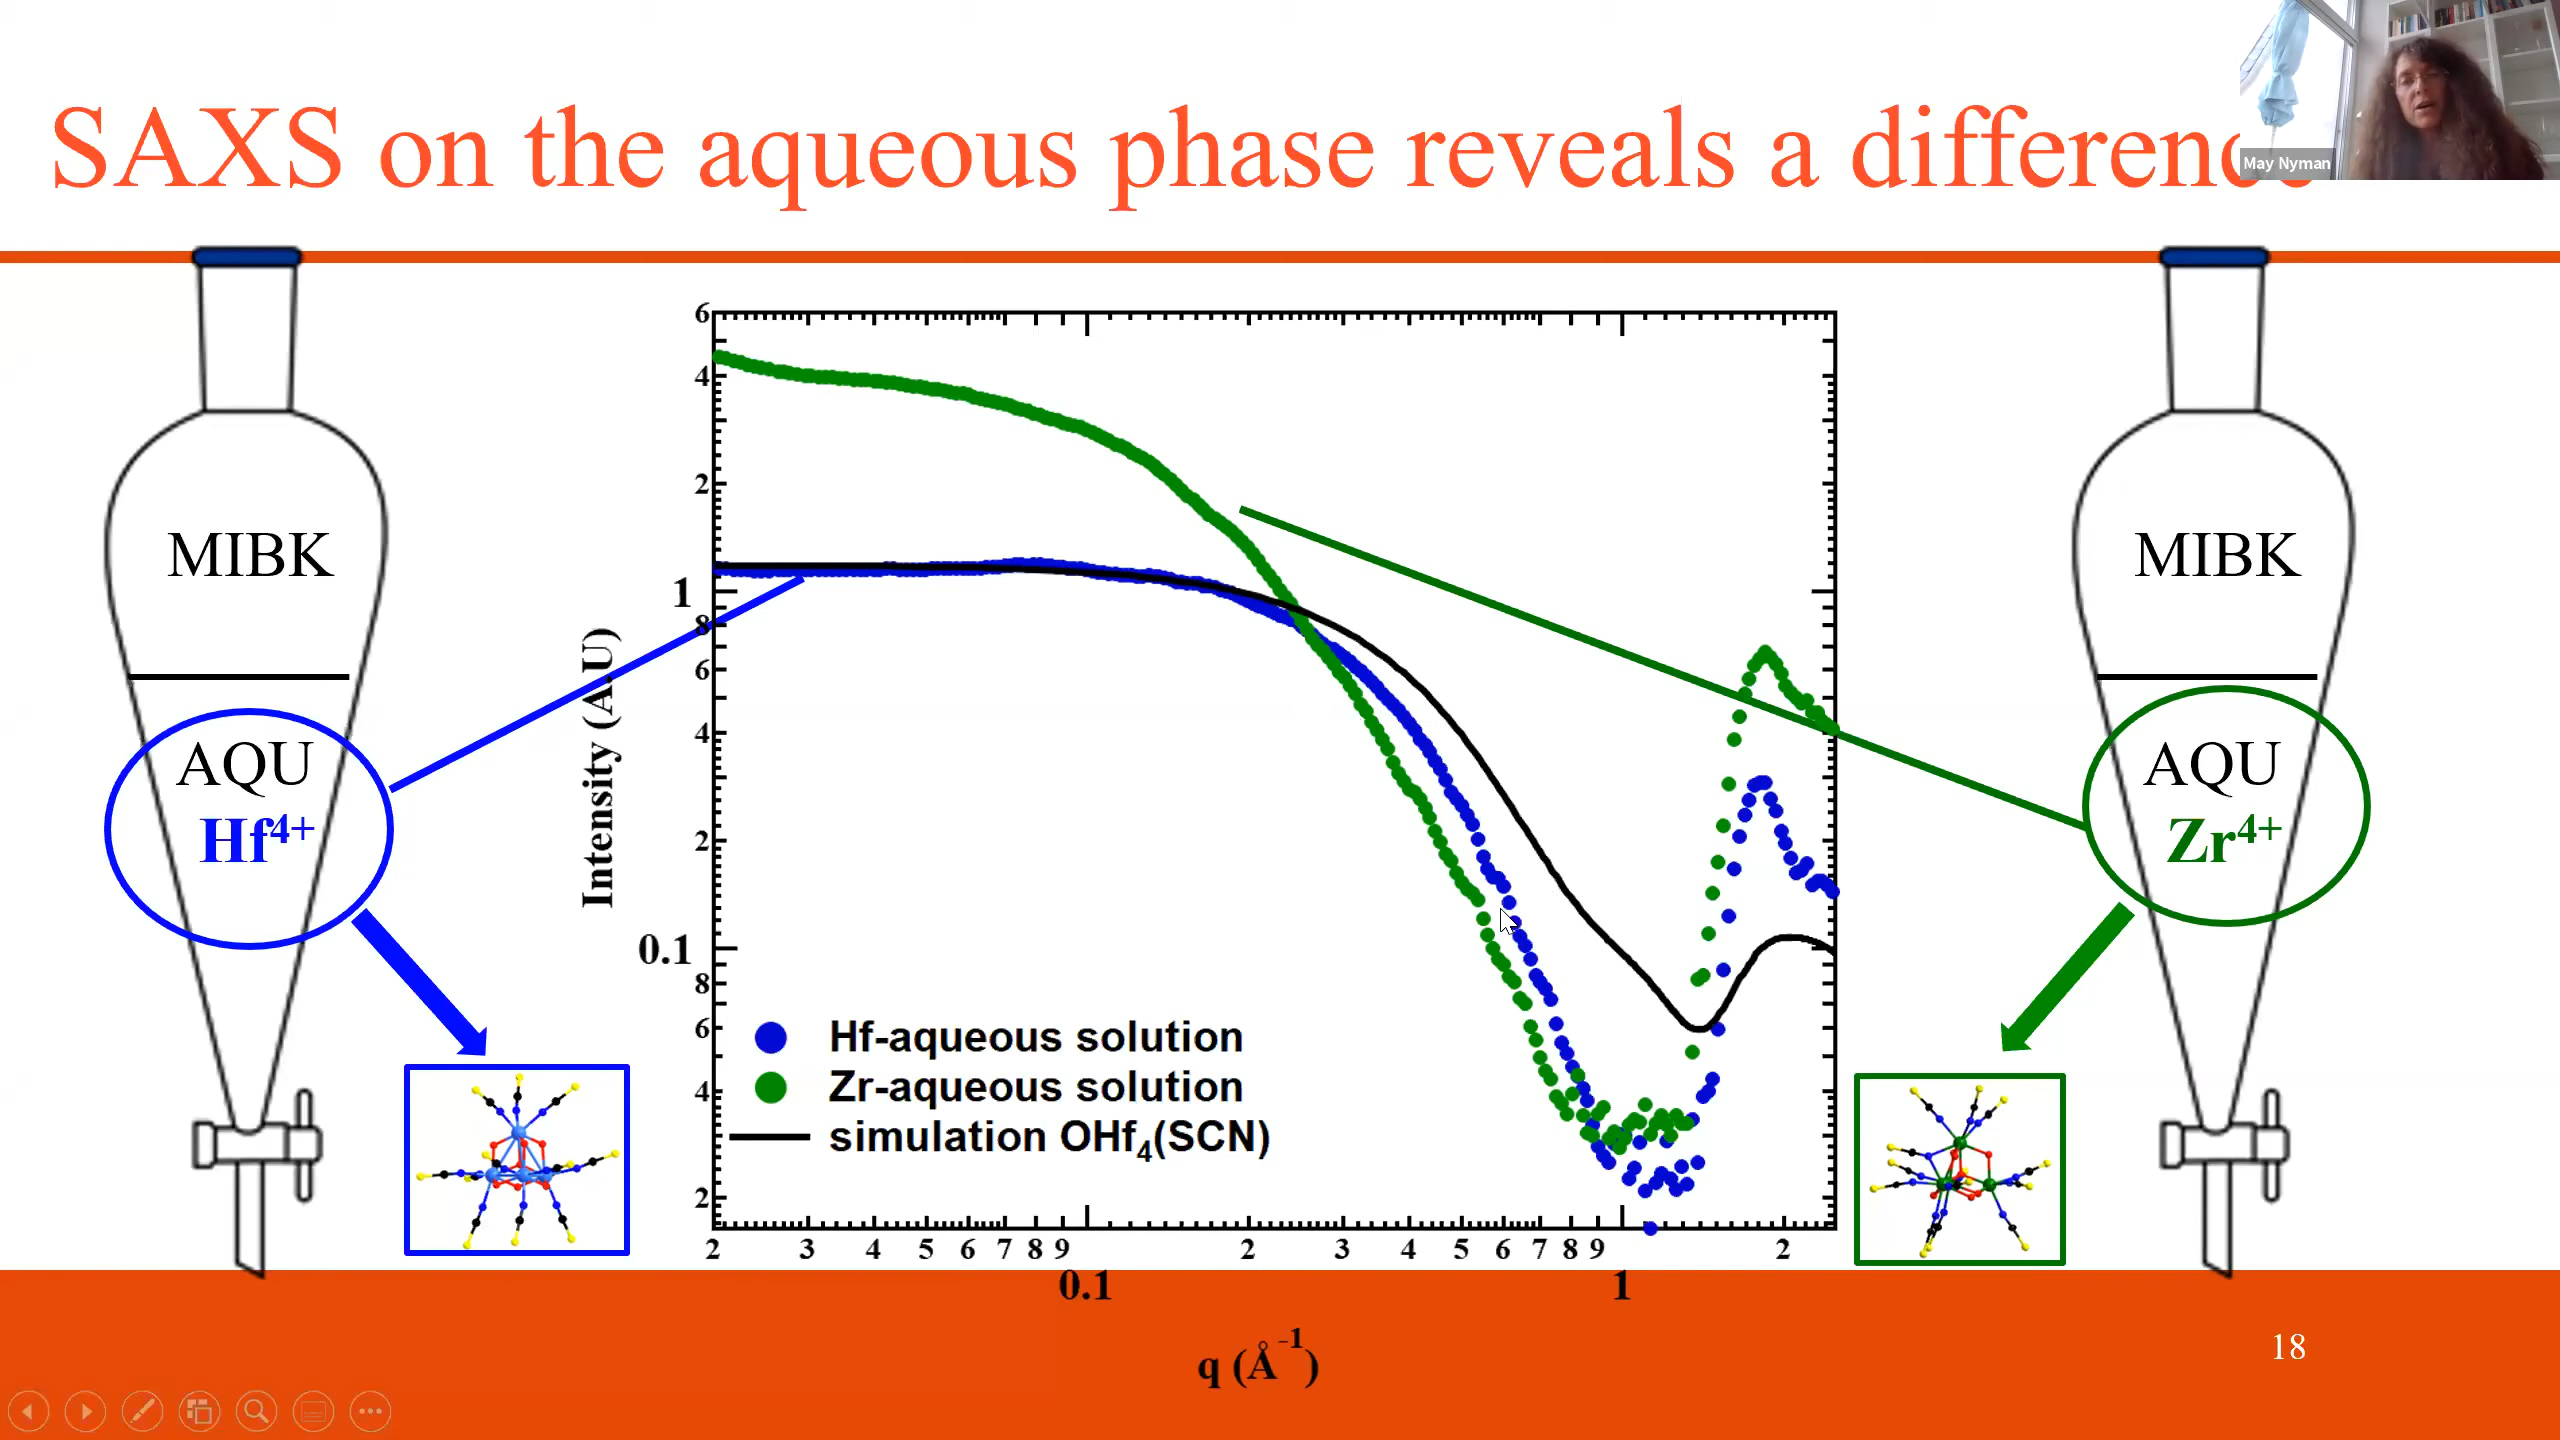 SAXS on the aqueous phase reveals a differenc
May Nyman
MIBK
AQU
Hf4+
MIBK
AQU
Zr4+
Intensity (A.U)
6
4
2
1
8
6
4
2
0.1
8
6
4
2
Hf-aqueous solution
Zr-aqueous solution
simulation OHf4(SCN)
2 3 4 5 6 7 8 9 2 3 4 5 6 7 8 9 2
0.1 1
q (Å-1)
18